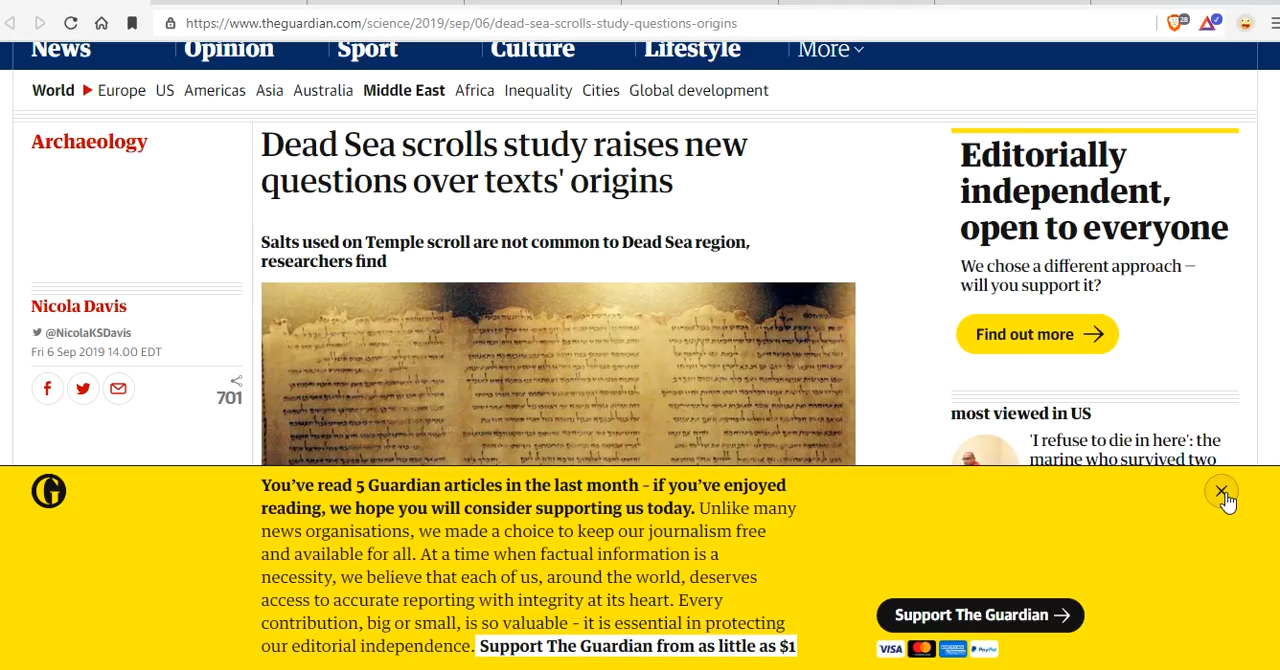 https://www.theguardian.com/science/2019/sep/06/dead-sea-scrolls-study-questions-origins
28
News Opinion Sport Culture Lifestyle More
World Europe US Americas Asia Australia Middle East Africa Inequality Cities Global development
Archaeology
Dead Sea scrolls study raises new
questions over texts' origins
Salts used on Temple scroll are not common to Dead Sea region,
researchers find
Nicola Davis
@NicolaKSDavis
Fri 6 Sep 2019 14.00 EDT
701
Editorially
independent,
open to everyone
We chose a different approach —
will you support it?
Find out more
most viewed in US
'I refuse to die in here': the
marine who survived two
You've read 5 Guardian articles in the last month – if you've enjoyed
reading, we hope you will consider supporting us today. Unlike many
news organisations, we made a choice to keep our journalism free
and available for all. At a time when factual information is a
necessity, we believe that each of us, around the world, deserves
access to accurate reporting with integrity at its heart. Every
contribution, big or small, is so valuable – it is essential in protecting
our editorial independence. Support The Guardian from as little as $1
Support The Guardian
VISA PayPal